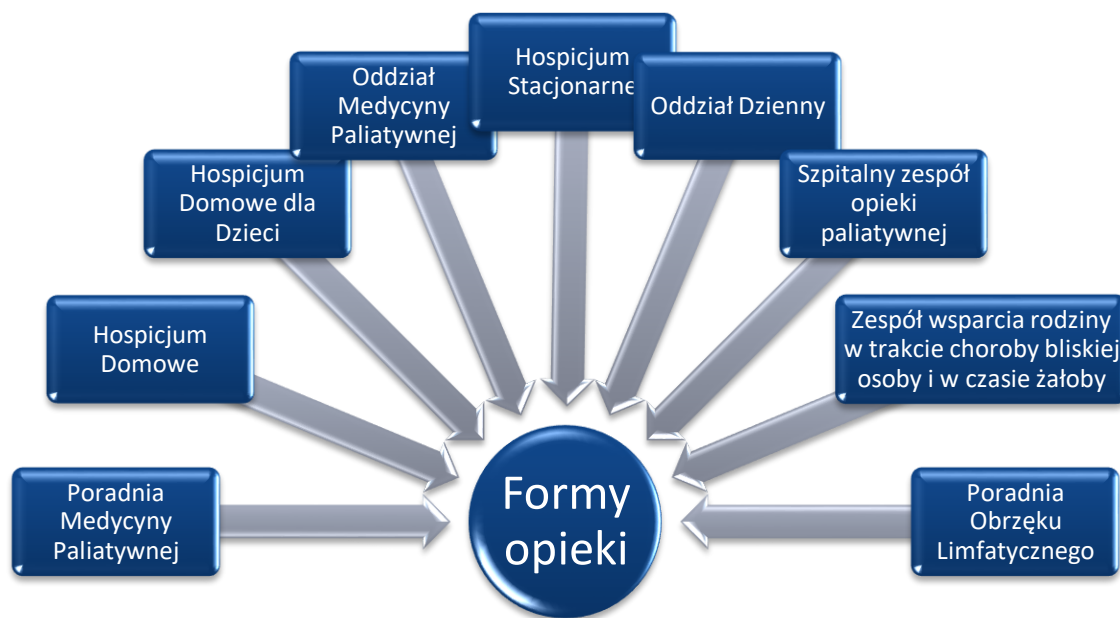 Hospicjum
Stacjonarne
Oddział
Medycyny
Paliatywnej
Oddział Dzienny
Hospicjum
Domowe dla
Dzieci
Szpitalny zespół
opieki
paliatywnej
Hospicjum
Domowe
Zespół wsparcia rodziny
w trakcie choroby bliskiej
osoby i w czasie żałoby
Poradnia
Medycyny
Paliatywnej
Formy
opieki
Poradnia
Obrzęku
Limfatycznego